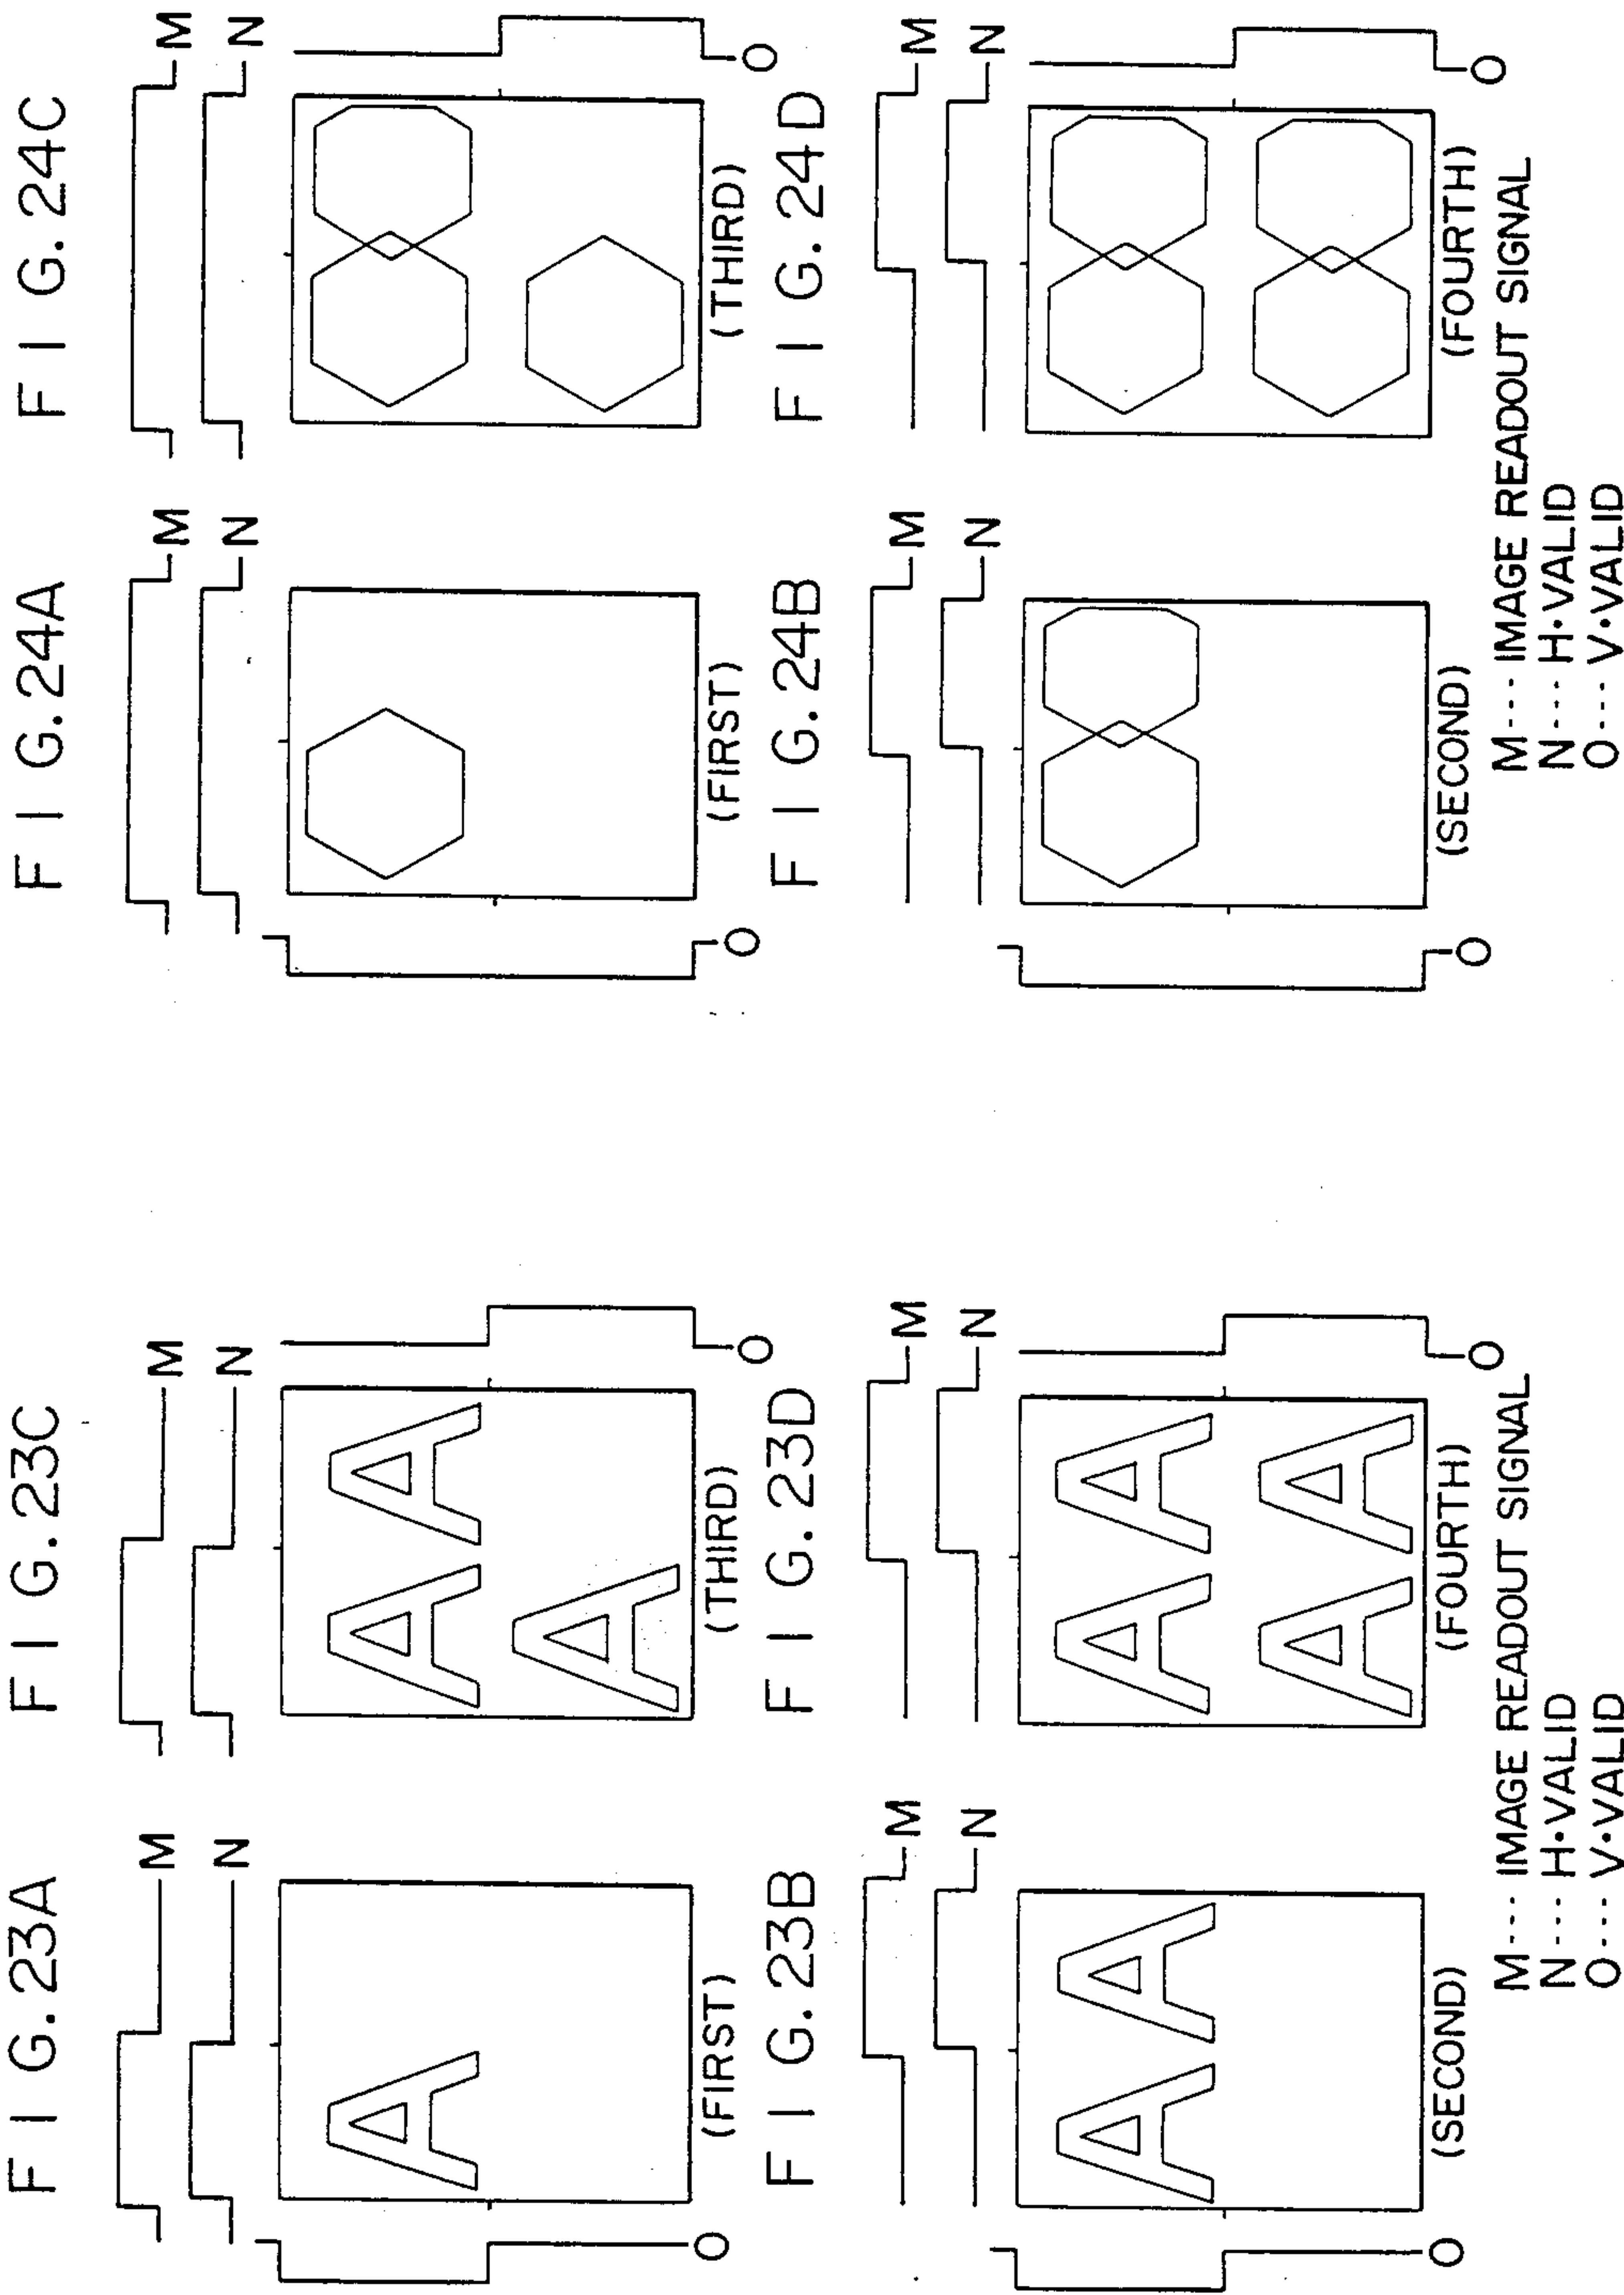 FIG. 23A
M
N
O
(FIRST)
FIG. 23B
M
N
O
(SECOND)
FIG. 23C
M
N
O
(THIRD)
FIG. 23D
M
N
O
(FOURTH)
A
A A
A A
A
A A
A A
M---- IMAGE READOUT SIGNAL
N---- H·VALID
O---- V·VALID
FIG. 24A
M
N
O
(FIRST)
FIG. 24B
M
N
O
(SECOND)
FIG. 24C
M
N
O
(THIRD)
FIG. 24D
M
N
O
(FOURTH)
M---- IMAGE READOUT SIGNAL
N---- H·VALID
O---- V·VALID